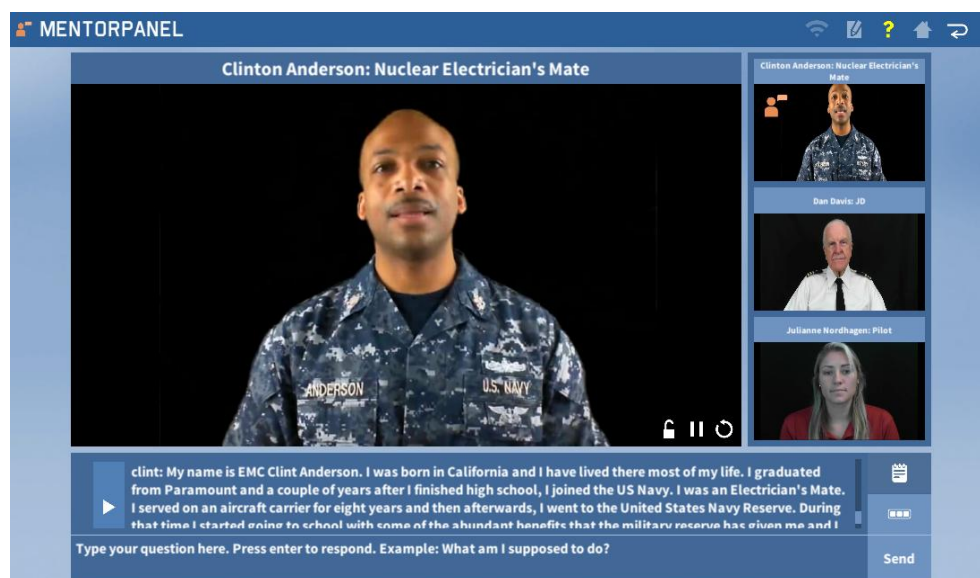 MENTORPANEL
?
Clinton Anderson: Nuclear Electrician's Mate
ANDERSON
U.S. NAVY
Clinton Anderson: Nuclear Electrician's
Mate
Dan Davis: JD
Julianne Nordhagen: Pilot
clint: My name is EMC Clint Anderson. I was born in California and I have lived there most of my life. I graduated
from Paramount and a couple of years after I finished high school, I joined the US Navy. I was an Electrician's Mate.
I served on an aircraft carrier for eight years and then afterwards, I went to the United States Navy Reserve. During
that time I started going to school with some of the abundant benefits that the military reserve has given me and I
Type your question here. Press enter to respond. Example: What am I supposed to do?
Send